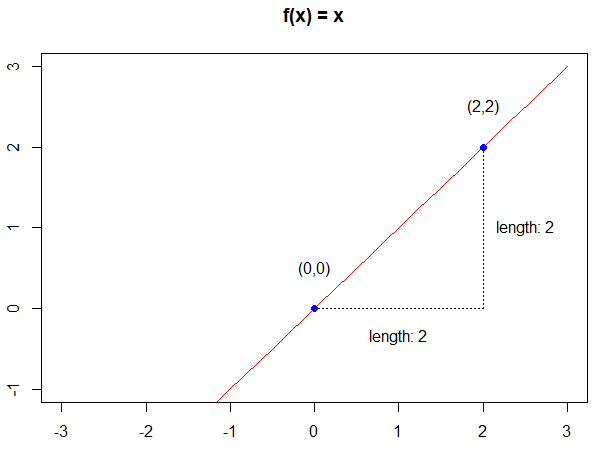 f(x) = x
3
(2,2)
2
length: 2
1
(0,0)
0
length: 2
-1
-3 -2 -1 0 1 2 3